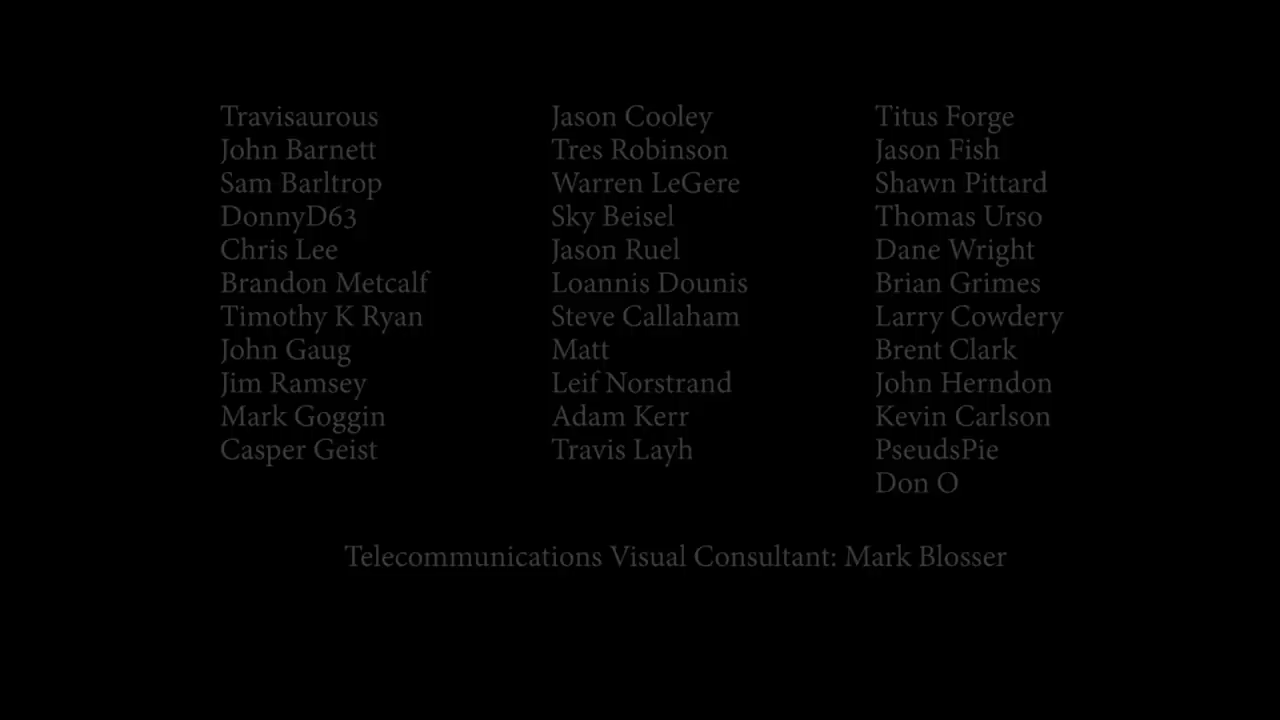 Travisaurous
John Barnett
Sam Barltrop
DonnyD63
Chris Lee
Brandon Metcalf
Timothy K Ryan
John Gaug
Jim Ramsey
Mark Goggin
Casper Geist
Jason Cooley
Tres Robinson
Warren LeGere
Sky Beisel
Jason Ruel
Loannis Dounis
Steve Callaham
Matt
Leif Norstrand
Adam Kerr
Travis Layh
Titus Forge
Jason Fish
Shawn Pittard
Thomas Urso
Dane Wright
Brian Grimes
Larry Cowdery
Brent Clark
John Herndon
Kevin Carlson
PseudsPie
Don O
Telecommunications Visual Consultant: Mark Blosser